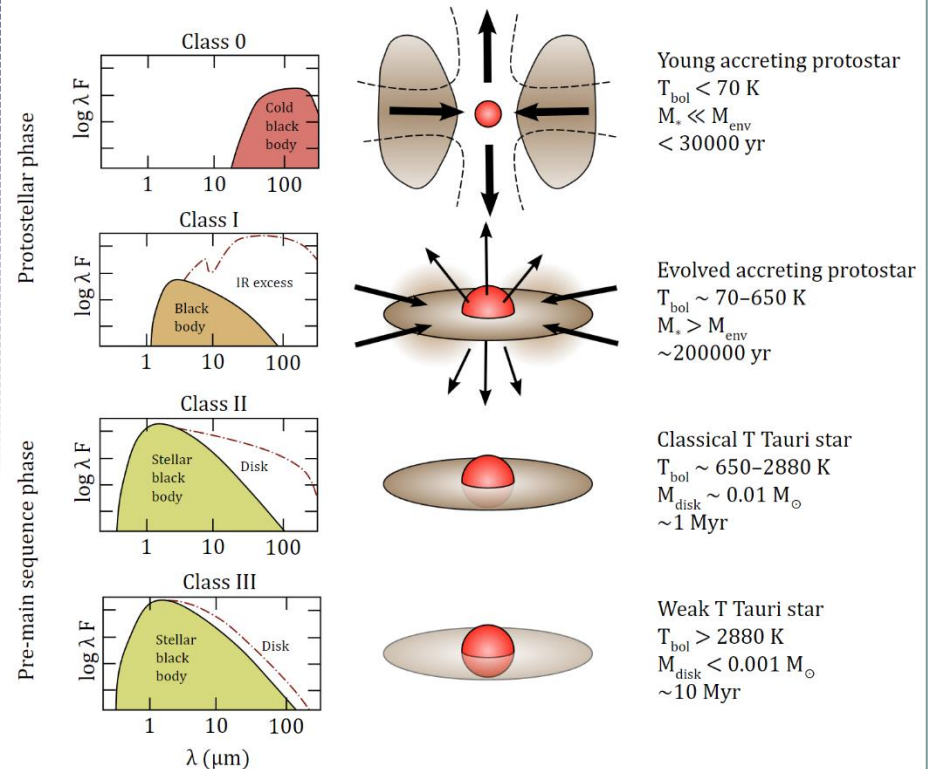 Protostellar phase
Pre-main sequence phase
Class 0
log λ F
Cold
black
body
1 10 100
Young accreting protostar
T_bol < 70 K
M_* ≪ M_env
< 30000 yr
Class I
log λ F
IR excess
Black
body
1 10 100
Evolved accreting protostar
T_bol ~ 70–650 K
M_* > M_env
~200000 yr
Class II
log λ F
Stellar
black
body
Disk
1 10 100
Classical T Tauri star
T_bol ~ 650–2880 K
M_disk ~ 0.01 M_☉
~1 Myr
Class III
log λ F
Stellar
black
body
Disk
1 10 100
λ (μm)
Weak T Tauri star
T_bol > 2880 K
M_disk < 0.001 M_☉
~10 Myr